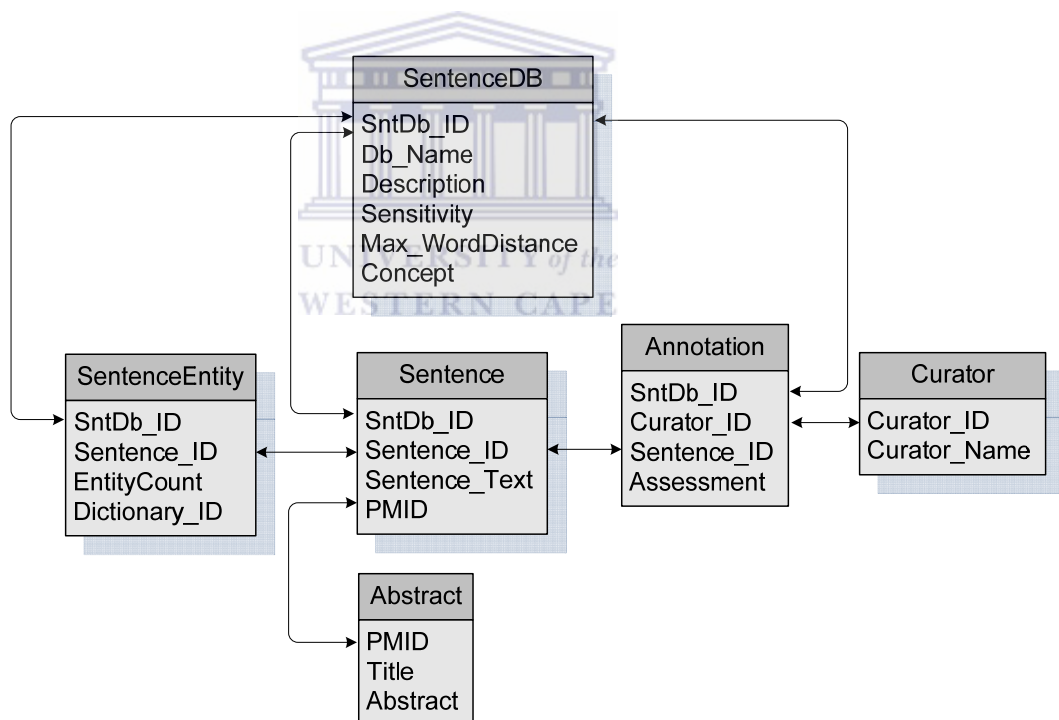 SentenceDB
SntDb_ID
Db_Name
Description
Sensitivity
Max_WordDistance
Concept
UNIVERSITY of the
WESTERN CAPE
SentenceEntity
SntDb_ID
Sentence_ID
EntityCount
Dictionary_ID
Sentence
SntDb_ID
Sentence_ID
Sentence_Text
PMID
Annotation
SntDb_ID
Curator_ID
Sentence_ID
Assessment
Curator
Curator_ID
Curator_Name
Abstract
PMID
Title
Abstract